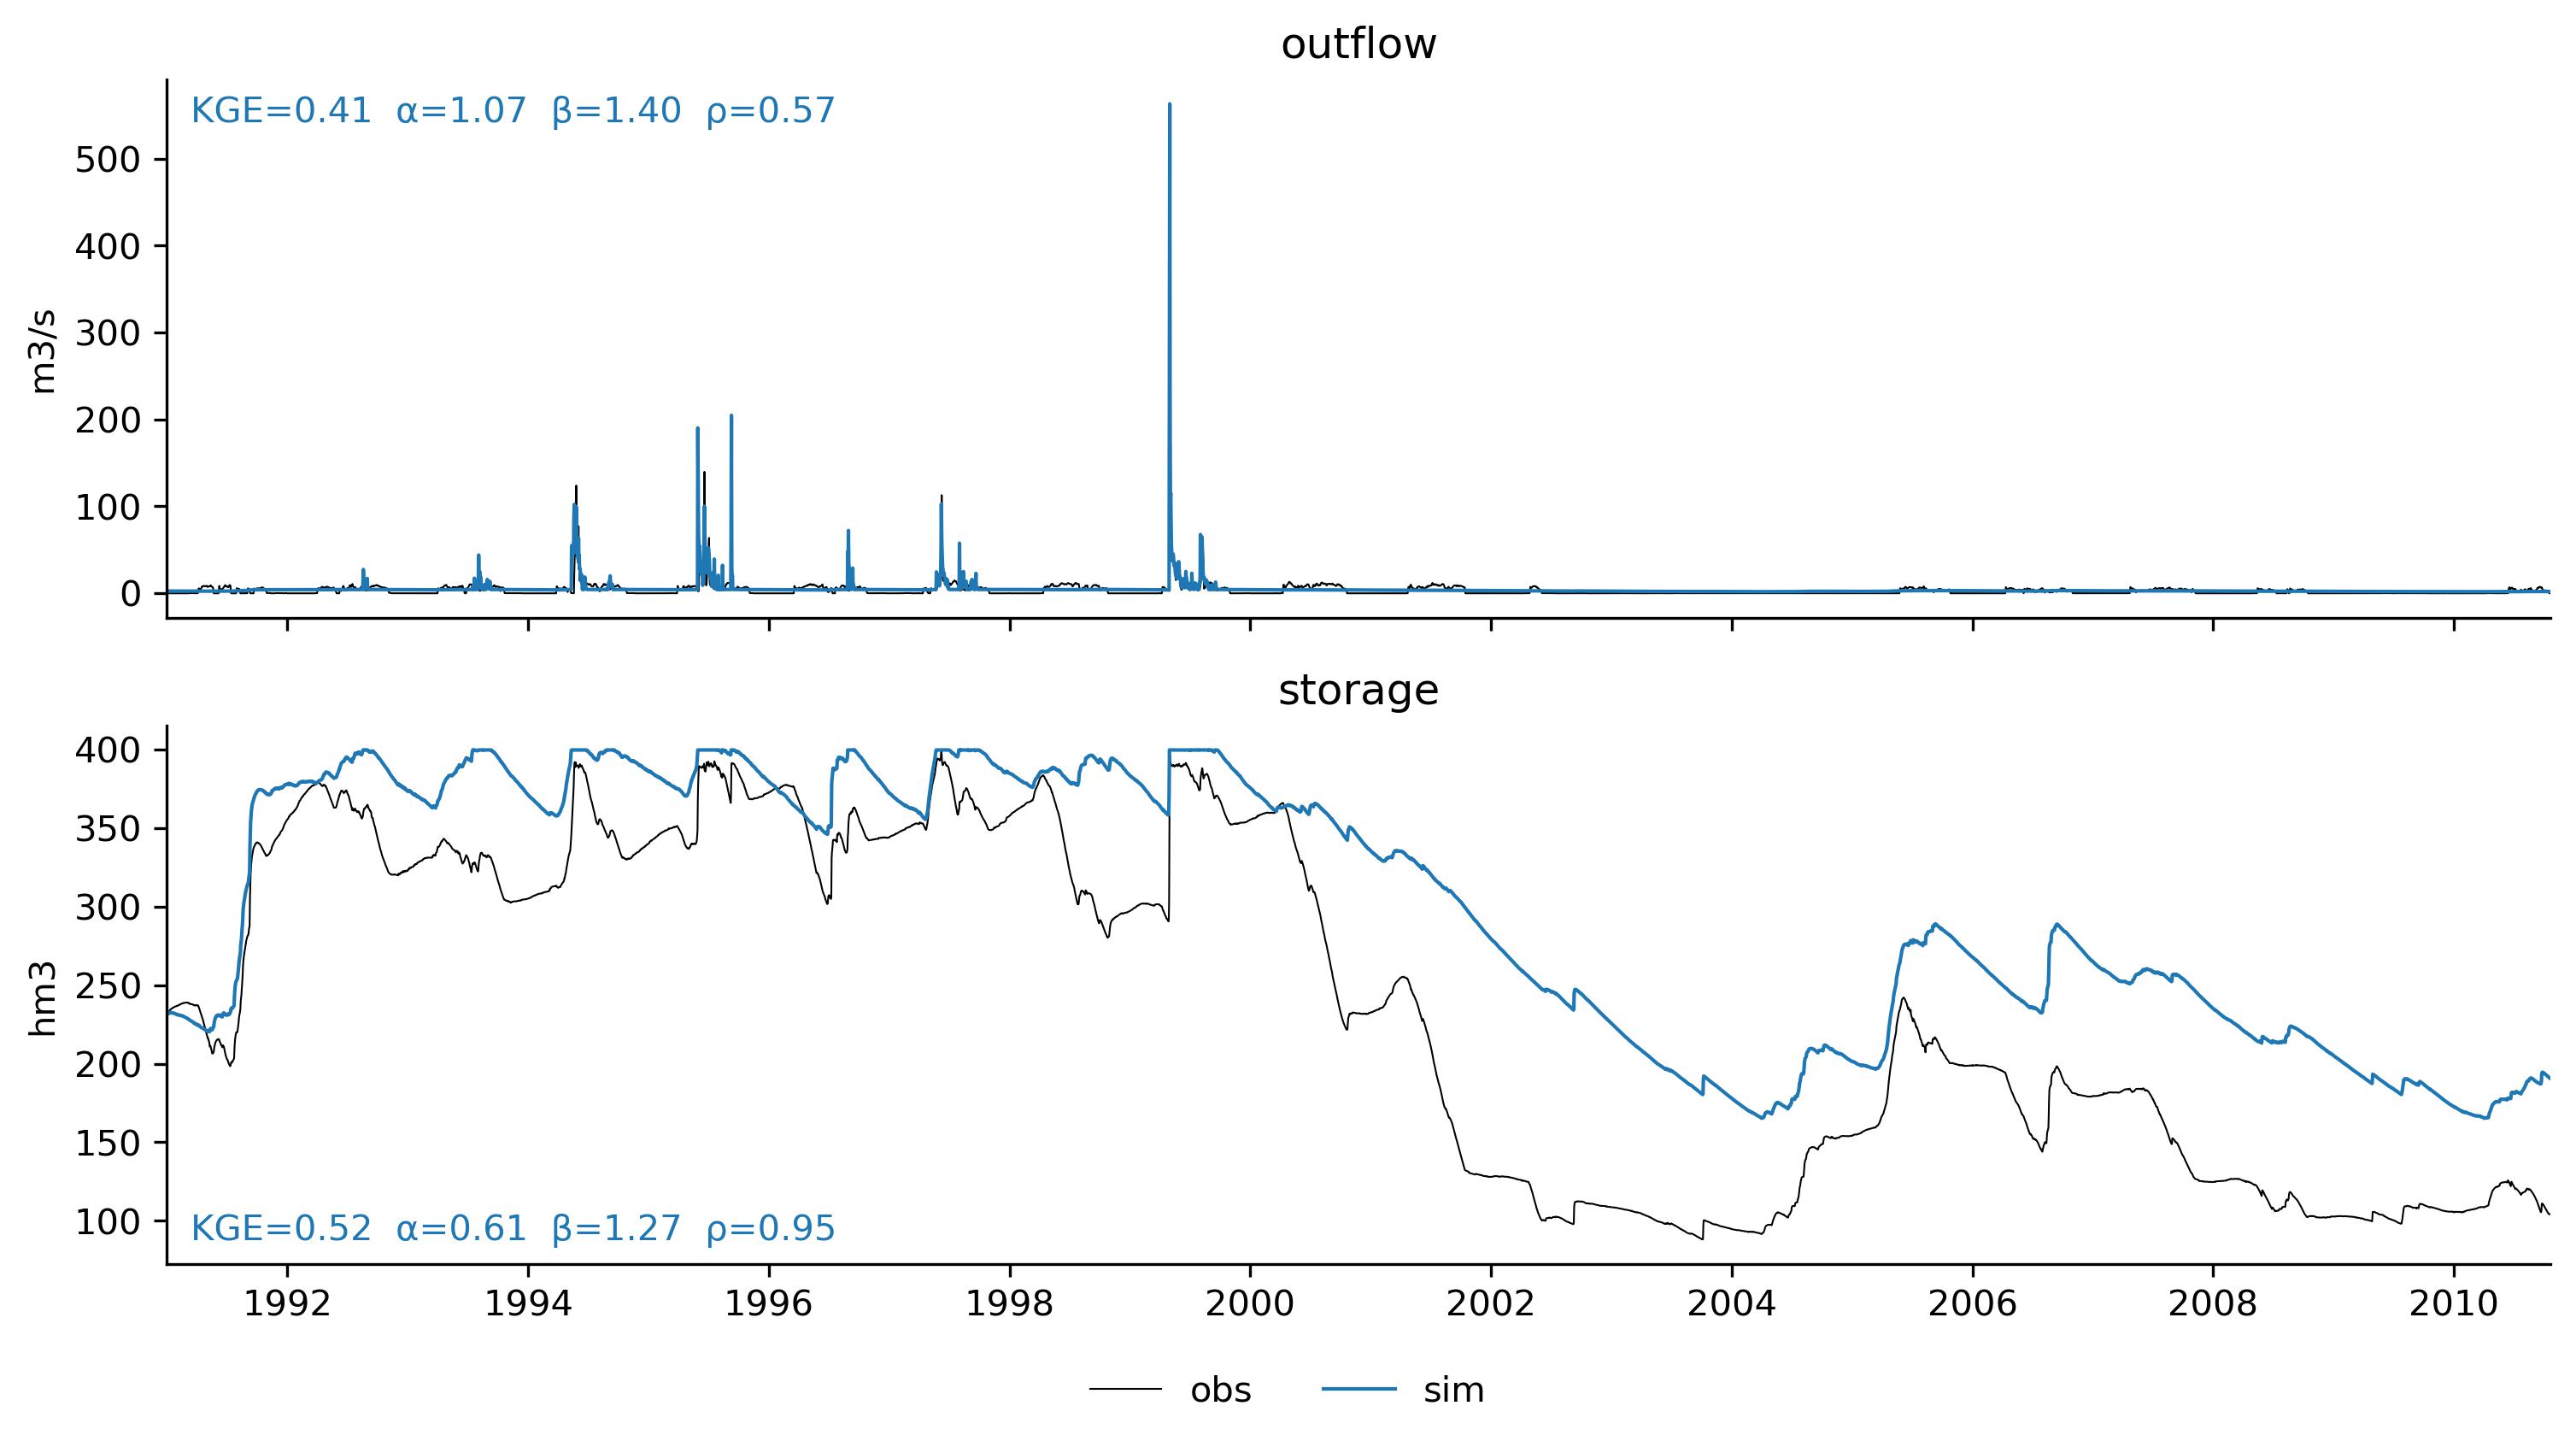 outflow
KGE=0.41 α=1.07 β=1.40 ρ=0.57
500
400
300
200
100
0
m3/s
storage
400
350
300
250
200
150
100
hm3
KGE=0.52 α=0.61 β=1.27 ρ=0.95
1992 1994 1996 1998 2000 2002 2004 2006 2008 2010
obs sim